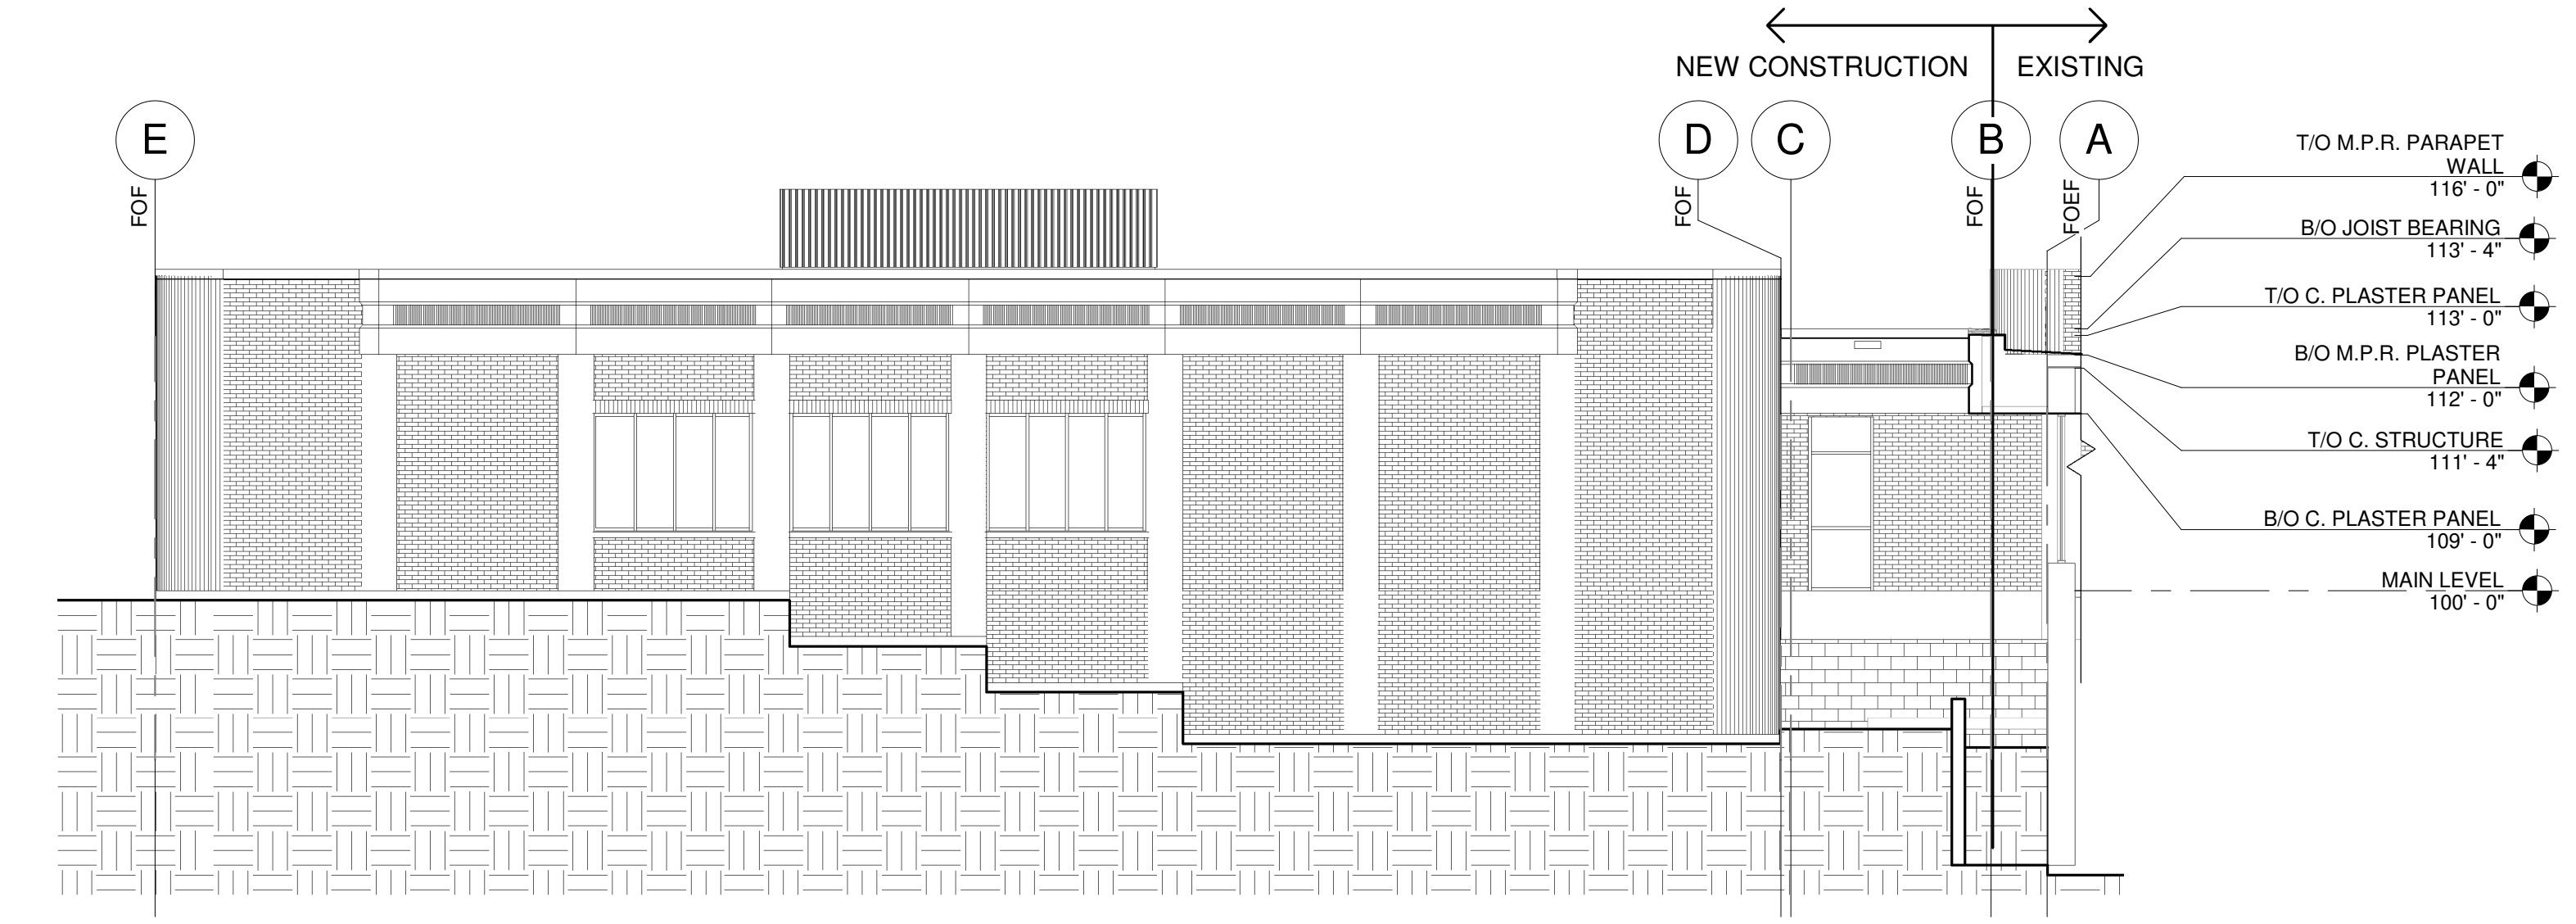 NEW CONSTRUCTION
EXISTING
E
D
C
B
A
FOF
FOF
FOF
FOEF
T/O M.P.R. PARAPET
WALL
116' - 0"
B/O JOIST BEARING
113' - 4"
T/O C. PLASTER PANEL
113' - 0"
B/O M.P.R. PLASTER
PANEL
112' - 0"
T/O C. STRUCTURE
111' - 4"
B/O C. PLASTER PANEL
109' - 0"
MAIN LEVEL
100' - 0"